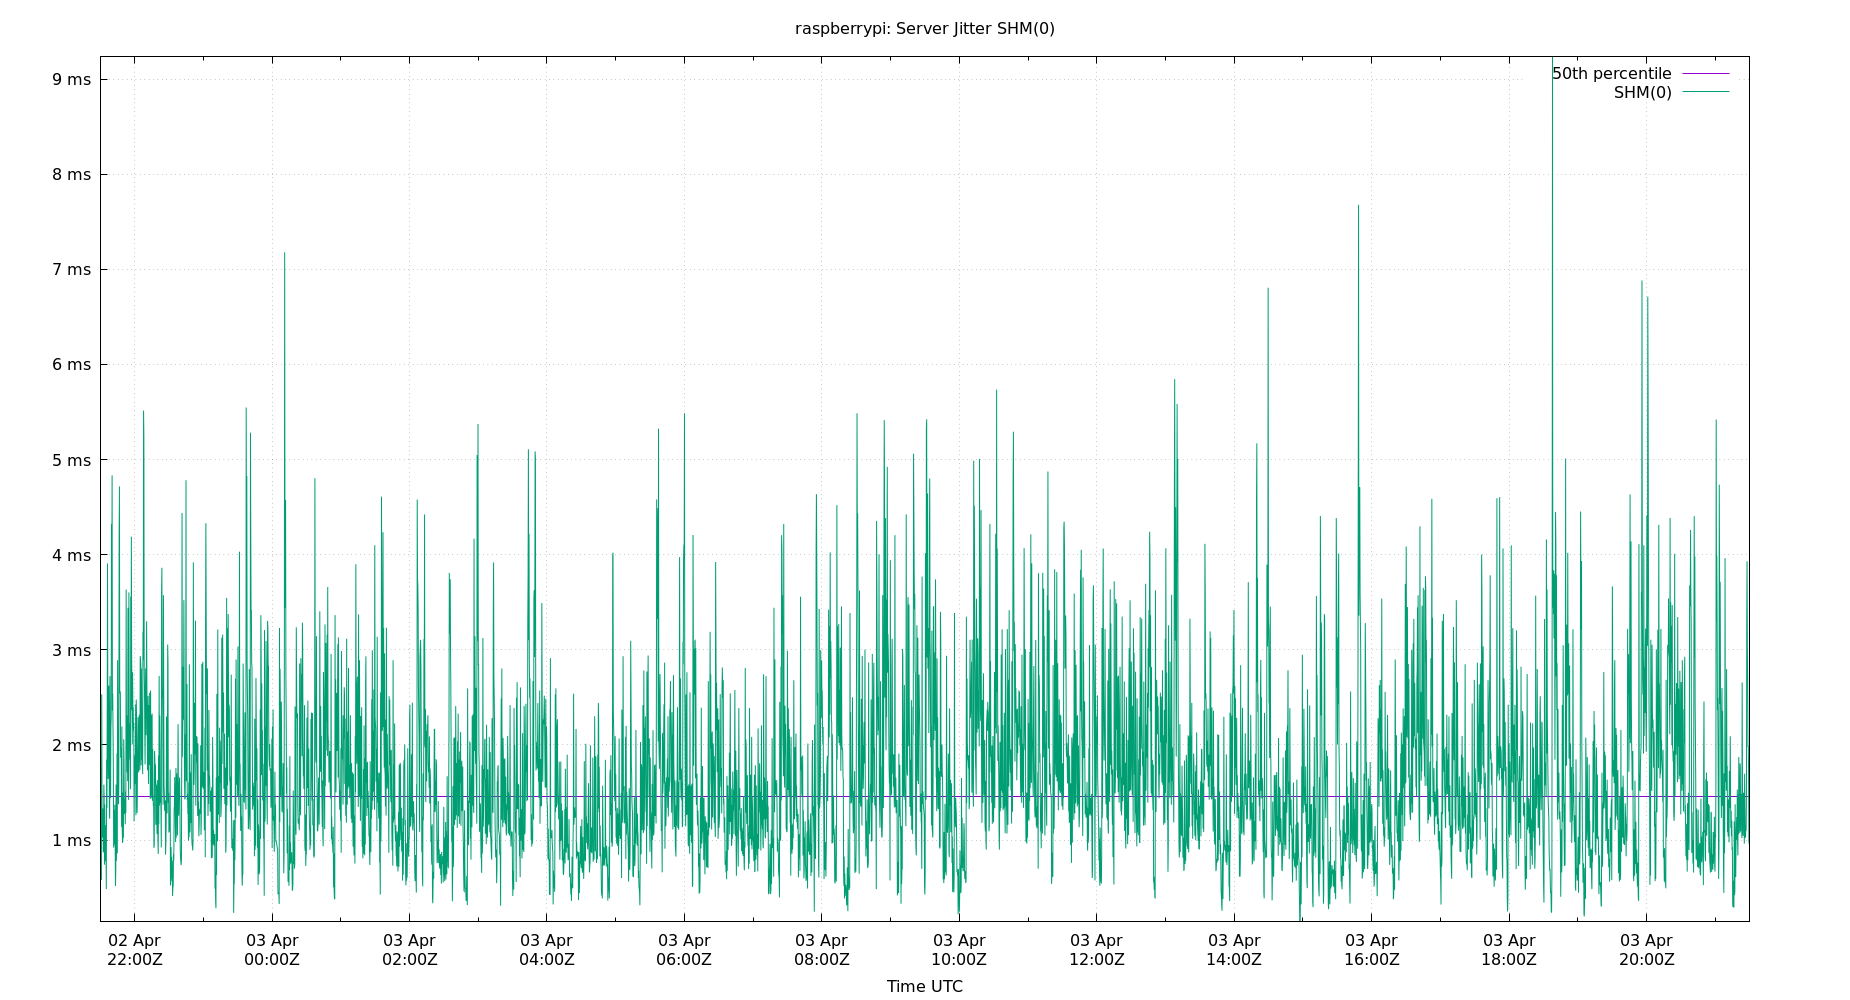 raspberrypi: Server Jitter SHM(0)
50th percentile
SHM(0)
9 ms
8 ms
7 ms
6 ms
5 ms
4 ms
3 ms
2 ms
1 ms
02 Apr
22:00Z
03 Apr
00:00Z
03 Apr
02:00Z
03 Apr
04:00Z
03 Apr
06:00Z
03 Apr
08:00Z
03 Apr
10:00Z
03 Apr
12:00Z
03 Apr
14:00Z
03 Apr
16:00Z
03 Apr
18:00Z
03 Apr
20:00Z
Time UTC